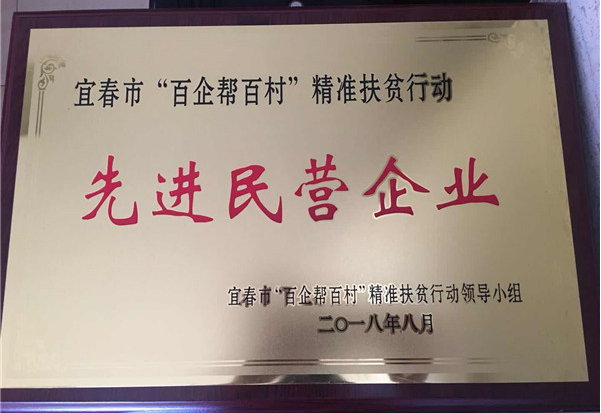 宜春市“百企帮百村”精准扶贫行动
先进民营企业
宜春市“百企帮百村”精准扶贫行动领导小组
二〇一八年八月